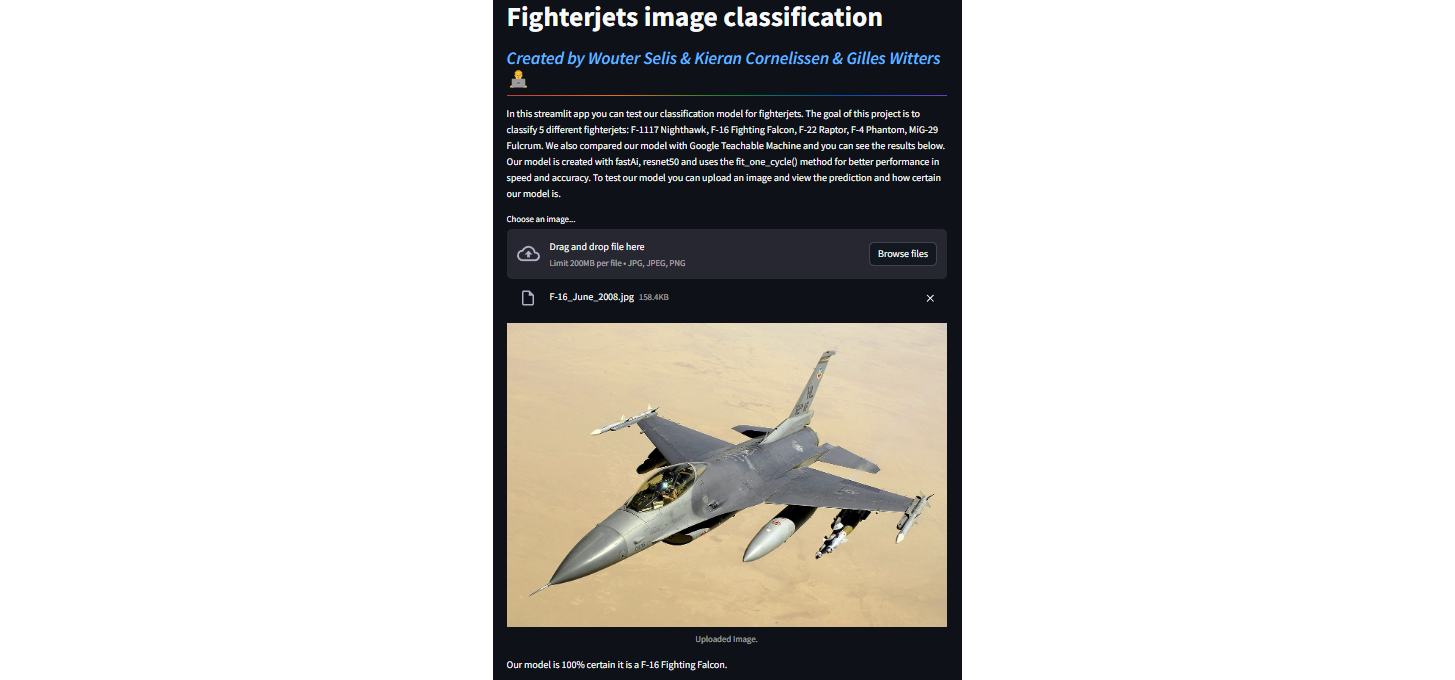 Fighterjets image classification
Created by Wouter Selis & Kieran Cornelissen & Gilles Witters
In this streamlit app you can test our classification model for fighterjets. The goal of this project is to
classify 5 different fighterjets: F-1117 Nighthawk, F-16 Fighting Falcon, F-22 Raptor, F-4 Phantom, MiG-29
Fulcrum. We also compared our model with Google Teachable Machine and you can see the results below.
Our model is created with fastAi, resnet50 and uses the fit_one_cycle() method for better performance in
speed and accuracy. To test our model you can upload an image and view the prediction and how certain
our model is.
Choose an image...
Drag and drop file here
Limit 200MB per file • JPG, JPEG, PNG
Browse files
F-16_June_2008.jpg 158.4KB
Uploaded Image.
Our model is 100% certain it is a F-16 Fighting Falcon.